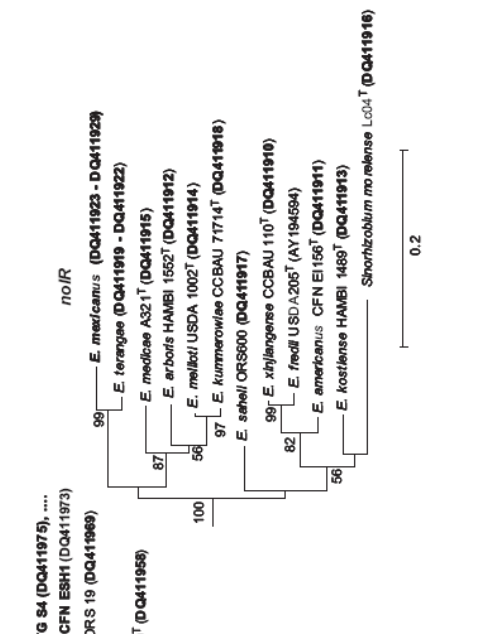 G S4 (DQ411975), ....
CFN ESH1 (DQ411973)
ORS 19 (DQ411969)
T (DQ411958)
nolR
E. mexicanus (DQ411923 - DQ411929)
E. terangae (DQ411919 - DQ411922)
E. medicae A321T (DQ411915)
E. arboris HAMBI 1552T (DQ411912)
E. meliloti USDA 1002T (DQ411914)
E. kummerowiae CCBAU 71714T (DQ411918)
E. saheli ORS600 (DQ411917)
E. xinjiangense CCBAU 110T (DQ411910)
E. fredii USDA205T (AY194594)
E. americanus CFN EI156T (DQ411911)
E. kostiense HAMBI 1489T (DQ411913)
Sinorhizobium morelense Lc04T (DQ411916)
99
87
56
97
99
82
56
100
0.2